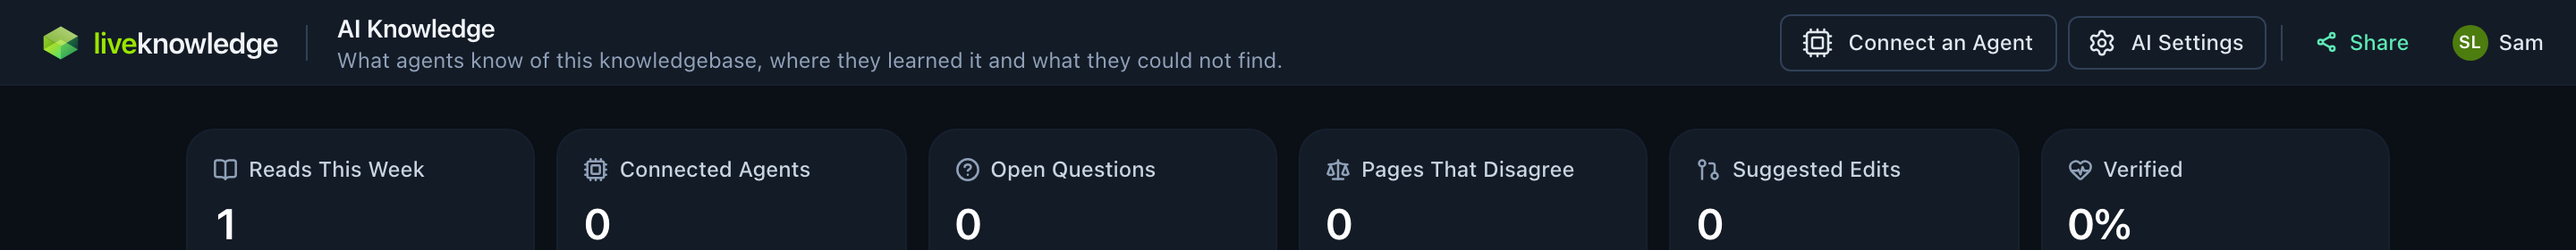 liveknowledge
AI Knowledge
What agents know of this knowledgebase, where they learned it and what they could not find.
Connect an Agent
AI Settings
Share
SL
Sam
Reads This Week
1
Connected Agents
0
Open Questions
0
Pages That Disagree
0
Suggested Edits
0
Verified
0%